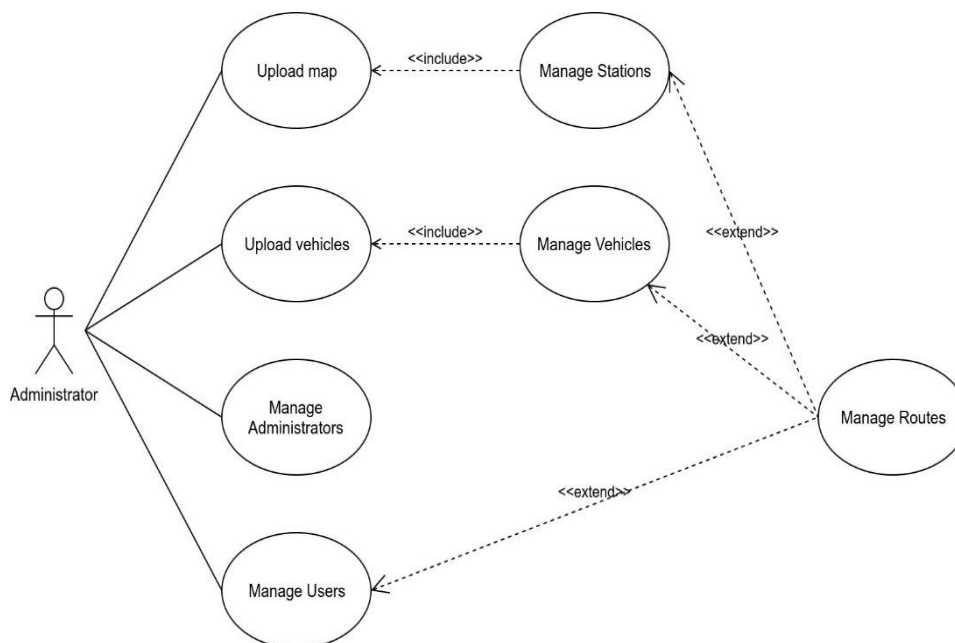 Upload map
<<include>>
Manage Stations
Upload vehicles
<<include>>
Manage Vehicles
<<extend>>
<<extend>>
Administrator
Manage
Administrators
Manage Routes
<<extend>>
Manage Users